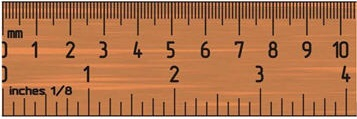 mm
0 1 2 3 4 5 6 7 8 9 10
0 1 2 3 4
inches 1/8